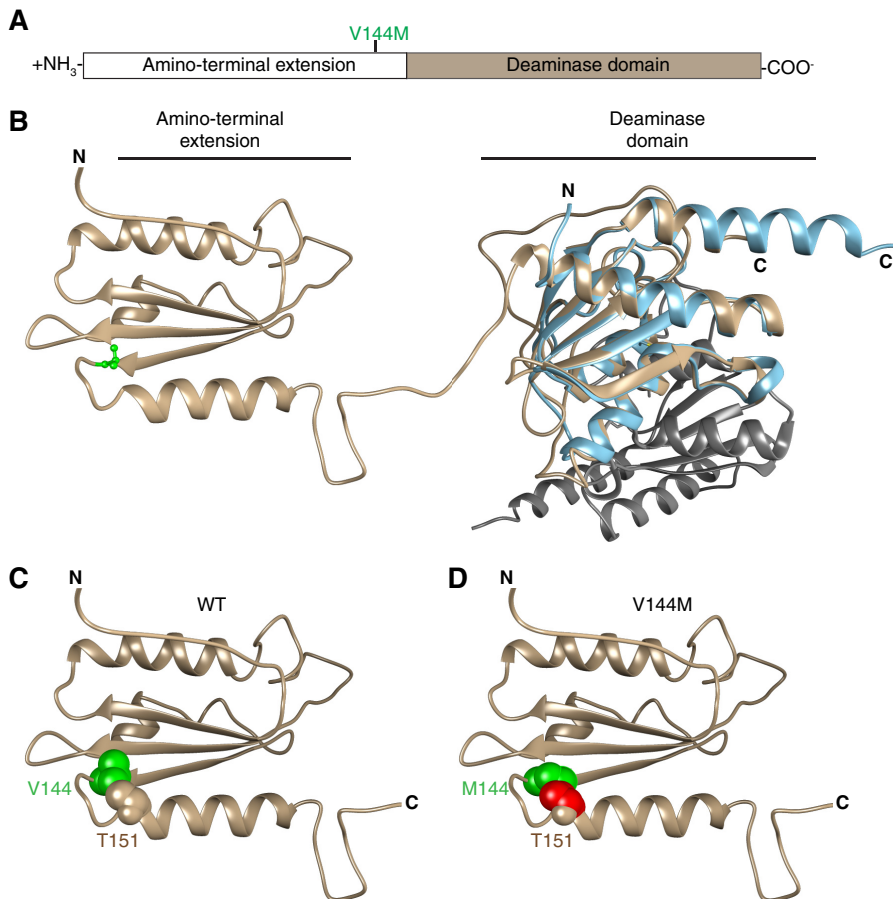 A
V144M
+NH3- Amino-terminal extension Deaminase domain -COO-
B
Amino-terminal
extension
Deaminase
domain
N
N
C
C
C
N
WT
V144
T151
C
D
N
V144M
M144
T151
C